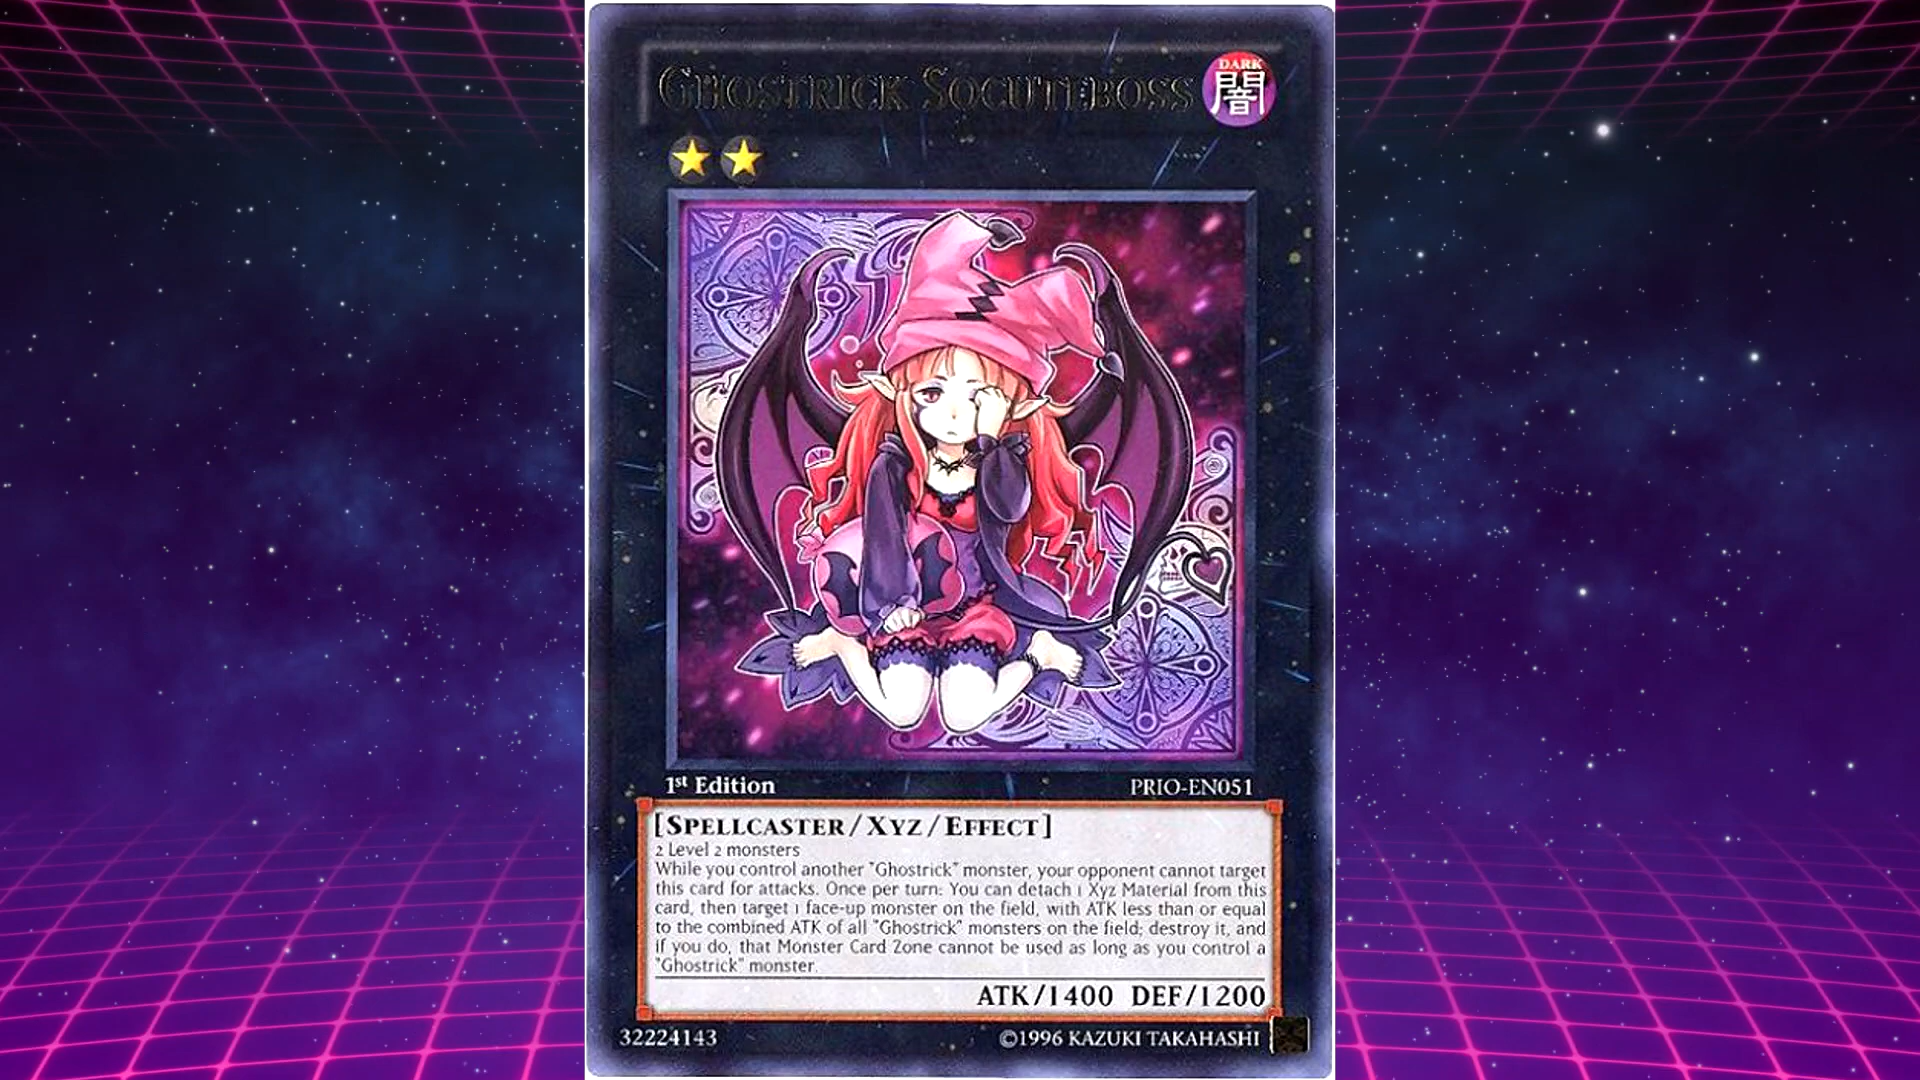 GHOSTRICK SOCUTEBOSS
DARK
闇
1st Edition
PRIO-EN051
[SPELLCASTER/XYZ/EFFECT]
2 Level 2 monsters
While you control another "Ghostrick" monster, your opponent cannot target
this card for attacks. Once per turn: You can detach 1 Xyz Material from this
card, then target 1 face-up monster on the field, with ATK less than or equal
to the combined ATK of all "Ghostrick" monsters on the field; destroy it, and
if you do, that Monster Card Zone cannot be used as long as you control a
"Ghostrick" monster.
ATK/1400 DEF/1200
32224143
©1996 KAZUKI TAKAHASHI